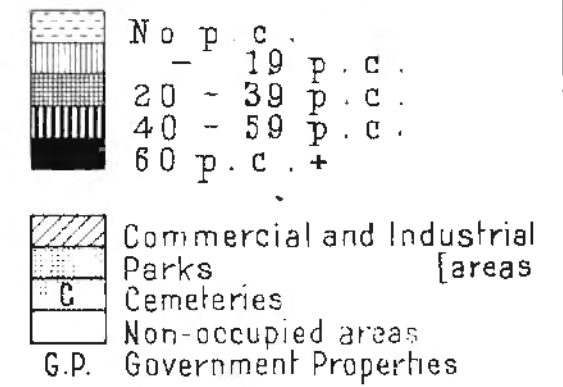 No p.c.
- 19 p.c.
20 - 39 p.c.
40 - 59 p.c.
60 p.c.+
Commercial and Industrial
Parks [areas
C Cemeteries
Non-occupied areas
G.P. Government Properties